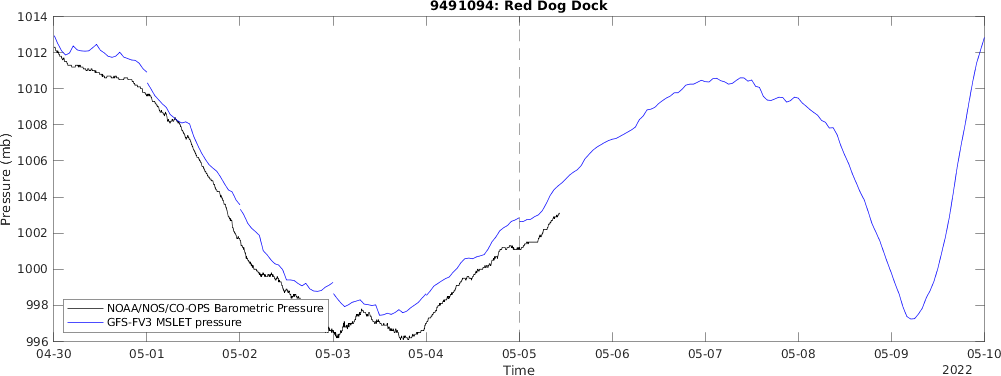 9491094: Red Dog Dock
Pressure (mb)
1014
1012
1010
1008
1006
1004
1002
1000
998
996
NOAA/NOS/CO-OPS Barometric Pressure
GFS-FV3 MSLET pressure
04-30 05-01 05-02 05-03 05-04 05-05 05-06 05-07 05-08 05-09 05-10
Time
2022